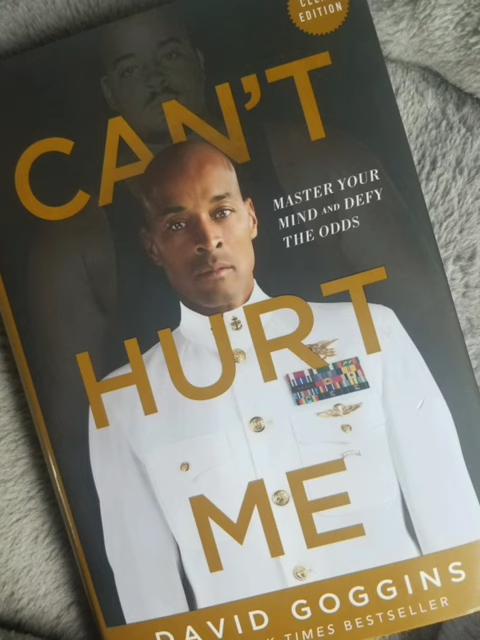 EDITION
CAN'T
MASTER YOUR
MIND AND DEFY
THE ODDS
HURT
ME
DAVID GOGGINS
TIMES BESTSELLER